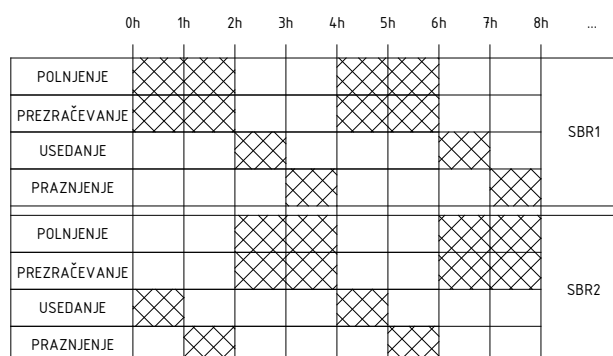 0h 1h 2h 3h 4h 5h 6h 7h 8h ...
POLNJENJE
PREZRAČEVANJE
USEDANJE
PRAZNJENJE
SBR1
POLNJENJE
PREZRAČEVANJE
USEDANJE
PRAZNJENJE
SBR2